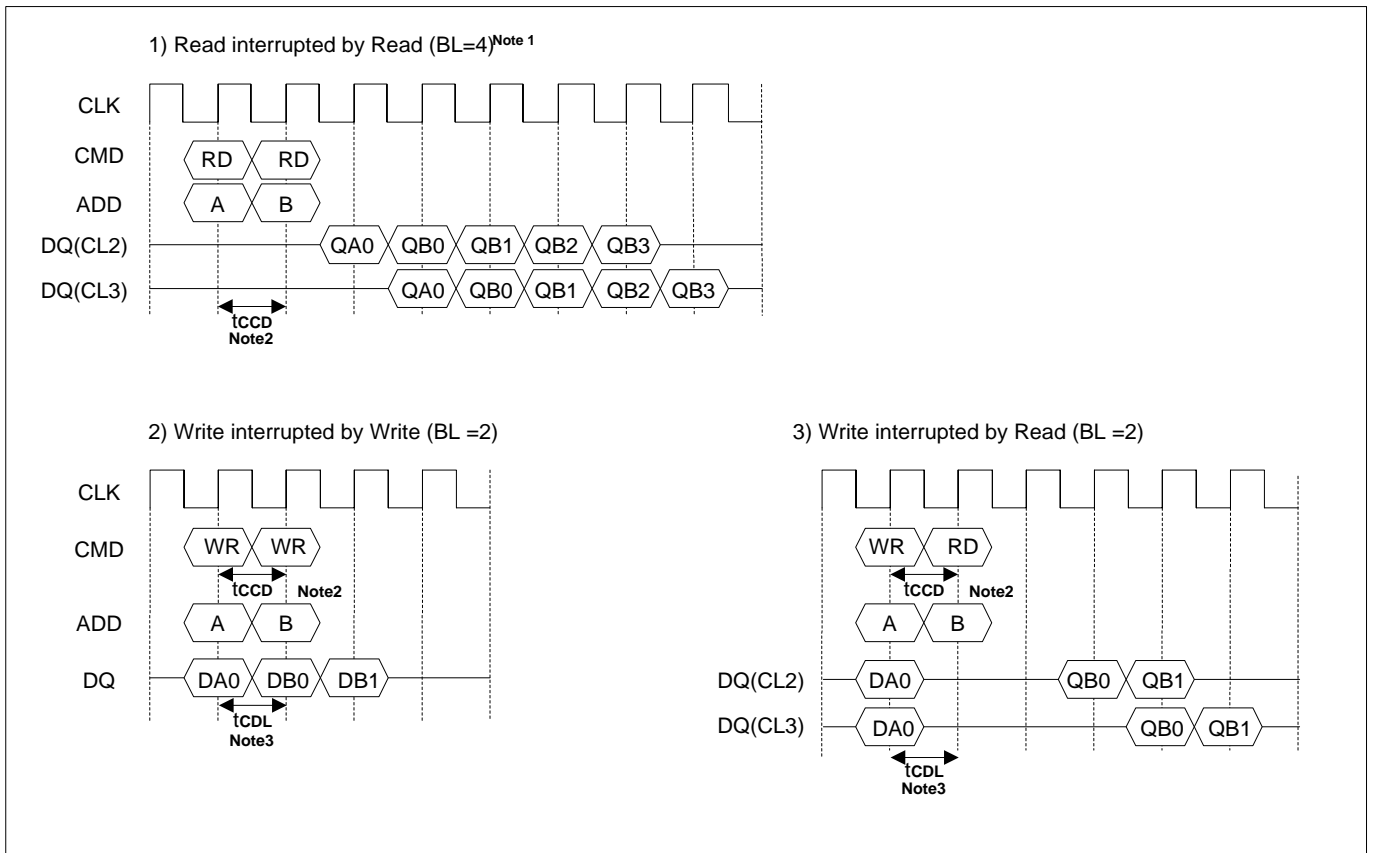 1) Read interrupted by Read (BL=4)Note 1
CLK
CMD RD RD
ADD A B
DQ(CL2) QA0 QB0 QB1 QB2 QB3
DQ(CL3) QA0 QB0 QB1 QB2 QB3
tCCD
Note2
2) Write interrupted by Write (BL =2)
CLK
CMD WR WR
tCCD Note2
ADD A B
DQ DA0 DB0 DB1
tCDL
Note3
3) Write interrupted by Read (BL =2)
WR RD
tCCD Note2
A B
DQ(CL2) DA0 QB0 QB1
DQ(CL3) DA0 QB0 QB1
tCDL
Note3